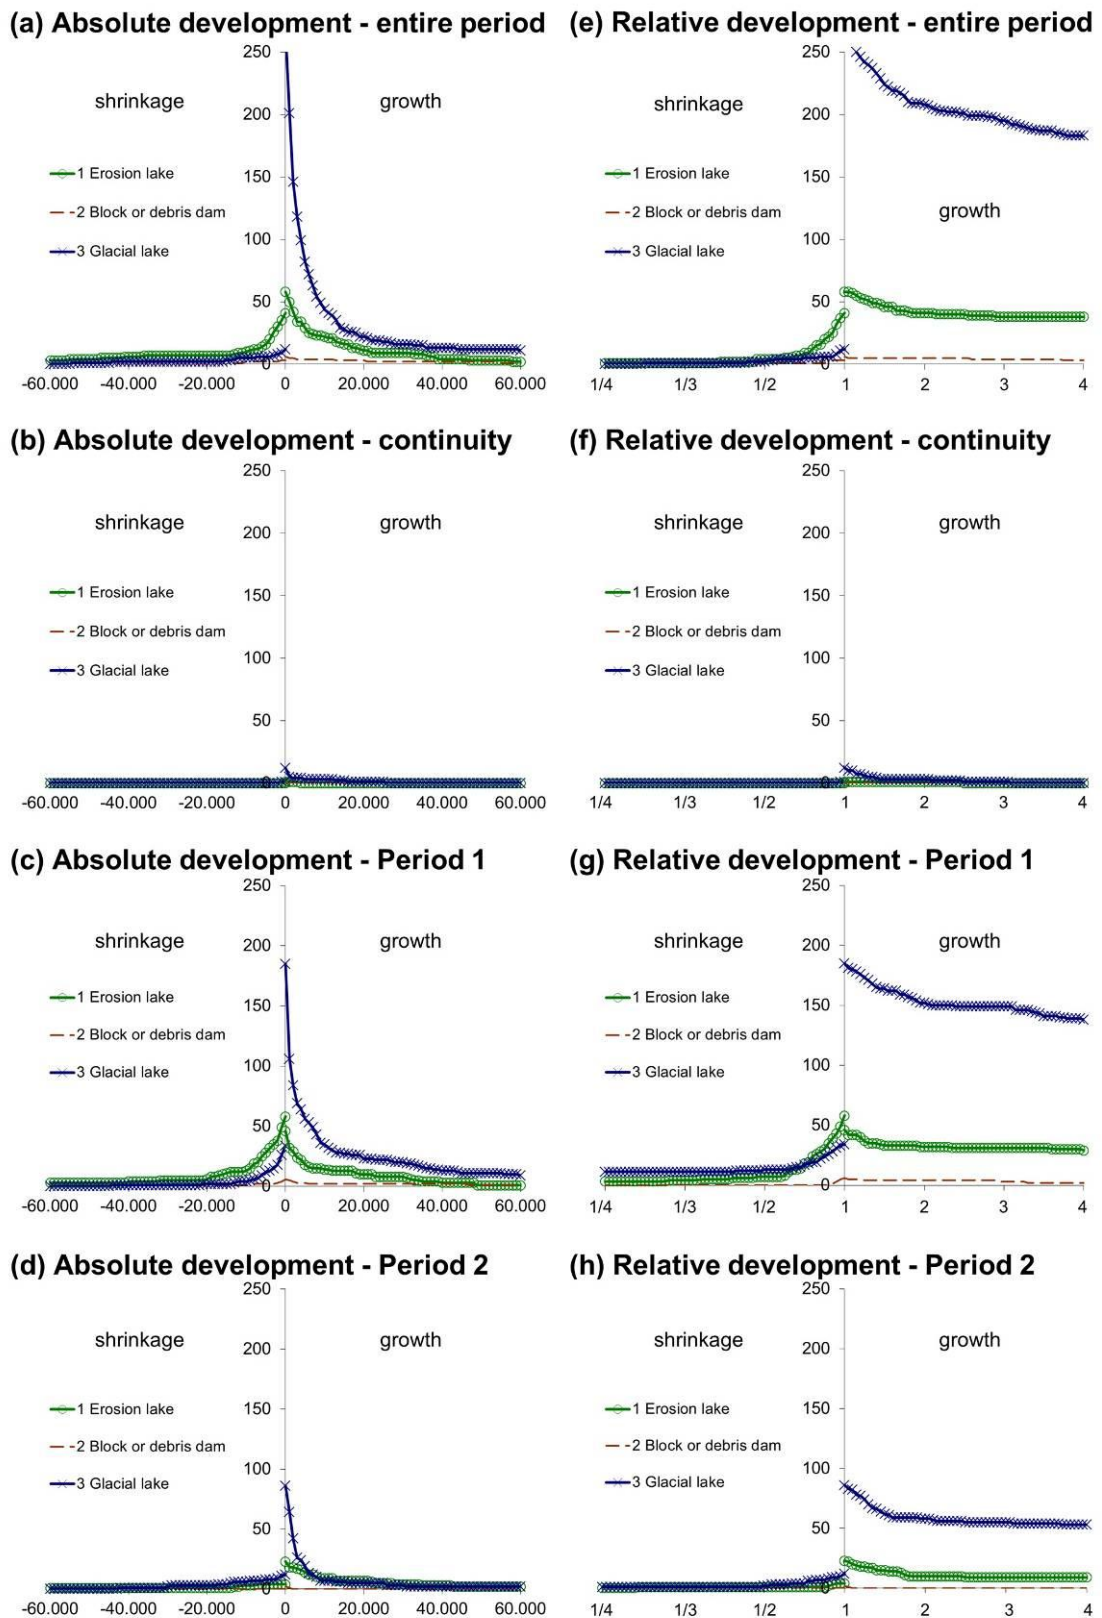 (a) Absolute development - entire period
250
shrinkage
growth
200
1 Erosion lake
150
2 Block or debris dam
100
3 Glacial lake
50
0
-60.000 -40.000 -20.000 0 20.000 40.000 60.000
(e) Relative development - entire period
250
shrinkage
200
1 Erosion lake
150
2 Block or debris dam
growth
100
3 Glacial lake
50
0
1/4 1/3 1/2 1 2 3 4
(b) Absolute development - continuity
250
shrinkage
growth
200
1 Erosion lake
150
2 Block or debris dam
100
3 Glacial lake
50
0
-60.000 -40.000 -20.000 0 20.000 40.000 60.000
(f) Relative development - continuity
250
shrinkage
growth
200
1 Erosion lake
150
2 Block or debris dam
100
3 Glacial lake
50
0
1/4 1/3 1/2 1 2 3 4
(c) Absolute development - Period 1
250
shrinkage
growth
200
1 Erosion lake
150
2 Block or debris dam
100
3 Glacial lake
50
0
-60.000 -40.000 -20.000 0 20.000 40.000 60.000
(g) Relative development - Period 1
250
shrinkage
growth
200
1 Erosion lake
150
2 Block or debris dam
100
3 Glacial lake
50
0
1/4 1/3 1/2 1 2 3 4
(d) Absolute development - Period 2
250
shrinkage
growth
200
1 Erosion lake
150
2 Block or debris dam
100
3 Glacial lake
50
0
-60.000 -40.000 -20.000 0 20.000 40.000 60.000
(h) Relative development - Period 2
250
shrinkage
growth
200
1 Erosion lake
150
2 Block or debris dam
100
3 Glacial lake
50
0
1/4 1/3 1/2 1 2 3 4